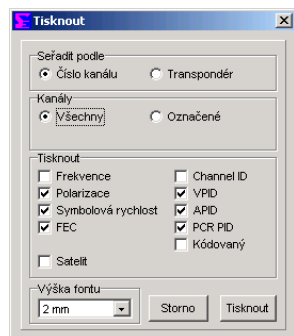 Tisknout
Seřadit podle
Číslo kanálu
Transpondér
Kanály
Všechny
Označené
Tisknout
Frekvence
Channel ID
Polarizace
VPID
Symbolová rychlost
APID
FEC
PCR PID
Kódovaný
Satelit
Výška fontu
2 mm
Storno
Tisknout